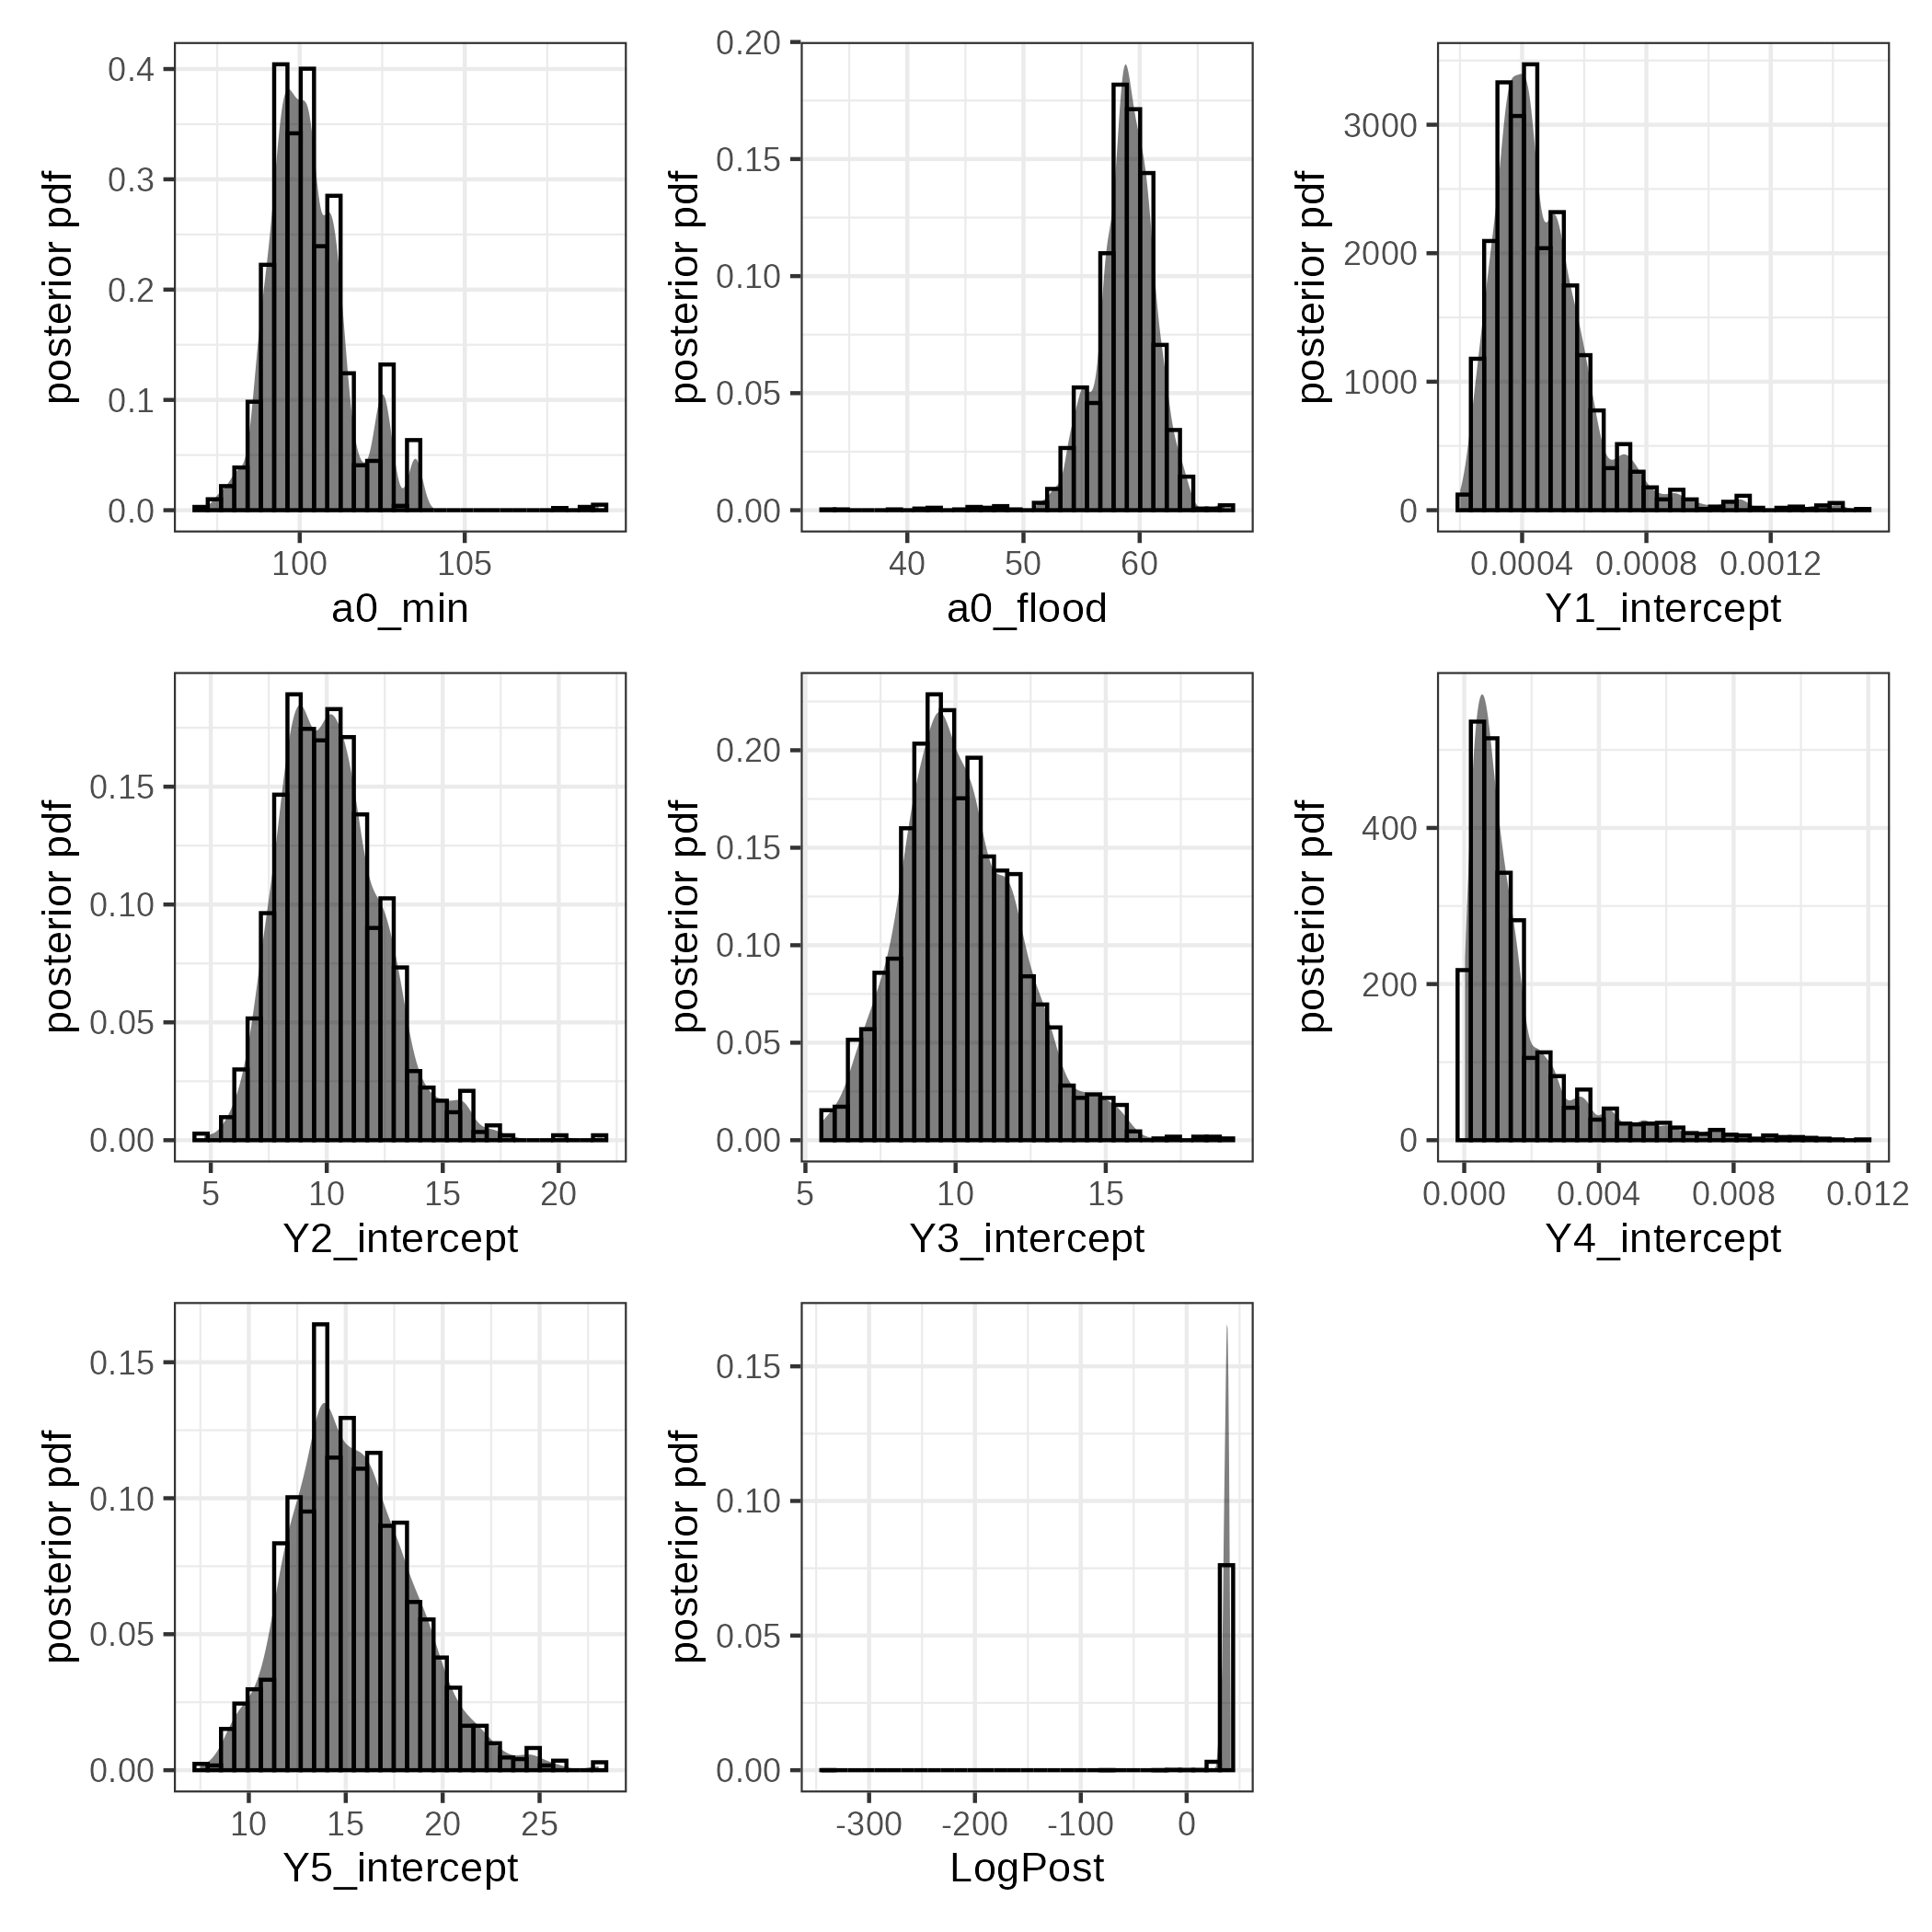 posterior pdf
0.4
0.3
0.2
0.1
0.0
100 105
a0_min
posterior pdf
0.20
0.15
0.10
0.05
0.00
40 50 60
a0_flood
posterior pdf
3000
2000
1000
0
0.0004 0.0008 0.0012
Y1_intercept
posterior pdf
0.15
0.10
0.05
0.00
5 10 15 20
Y2_intercept
posterior pdf
0.20
0.15
0.10
0.05
0.00
5 10 15
Y3_intercept
posterior pdf
400
200
0
0.000 0.004 0.008 0.012
Y4_intercept
posterior pdf
0.15
0.10
0.05
0.00
10 15 20 25
Y5_intercept
posterior pdf
0.15
0.10
0.05
0.00
-300 -200 -100 0
LogPost